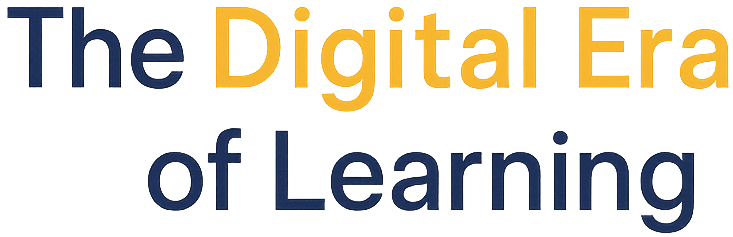 The Digital Era
of Learning